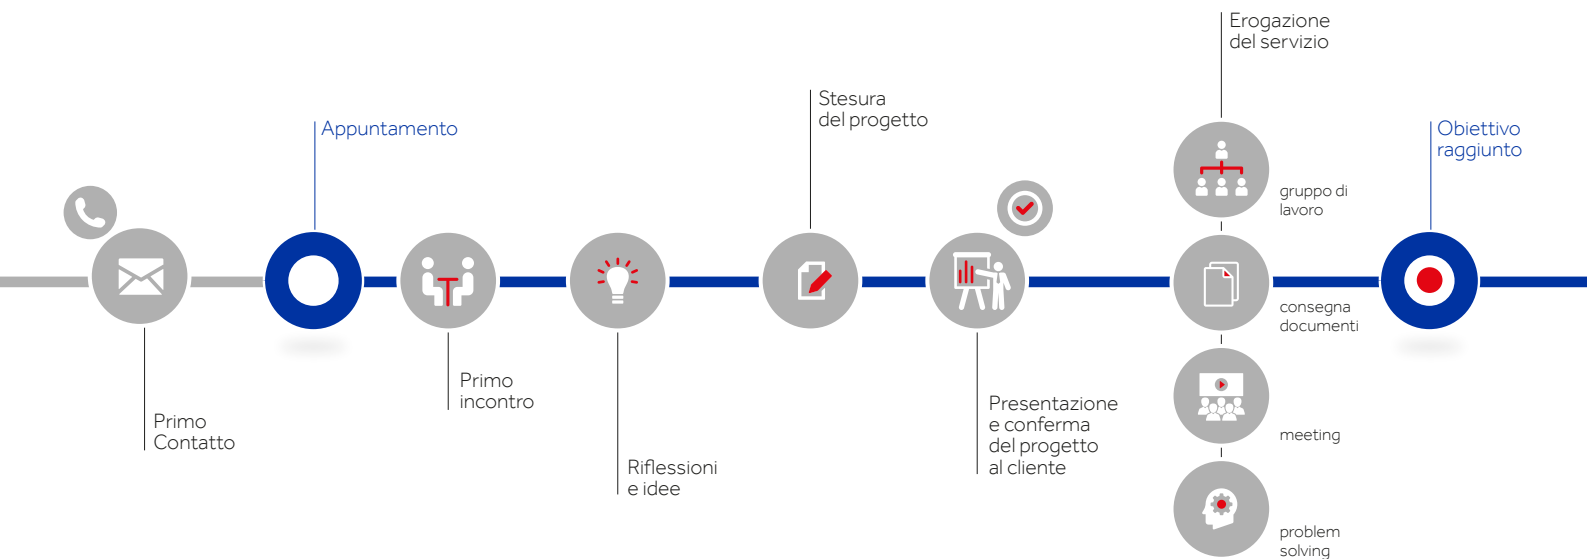 Primo
Contatto
Appuntamento
Primo
incontro
Riflessioni
e idee
Stesura
del progetto
Presentazione
e conferma
del progetto
al cliente
Erogazione
del servizio
gruppo di
lavoro
consegna
documenti
meeting
problem
solving
Obiettivo
raggiunto